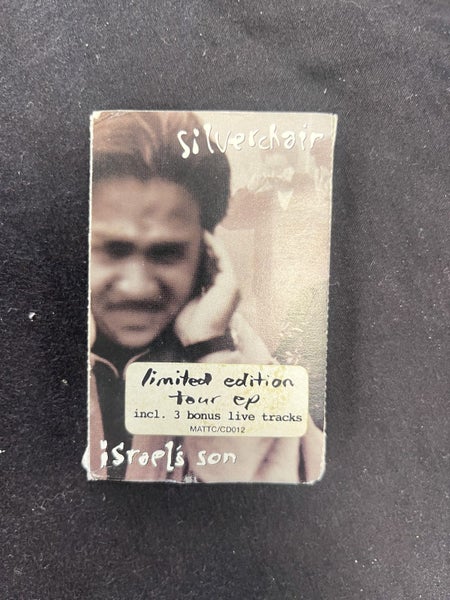 silverchair
limited edition
tour ep
incl. 3 bonus live tracks
MATTC/CD012
israel's son